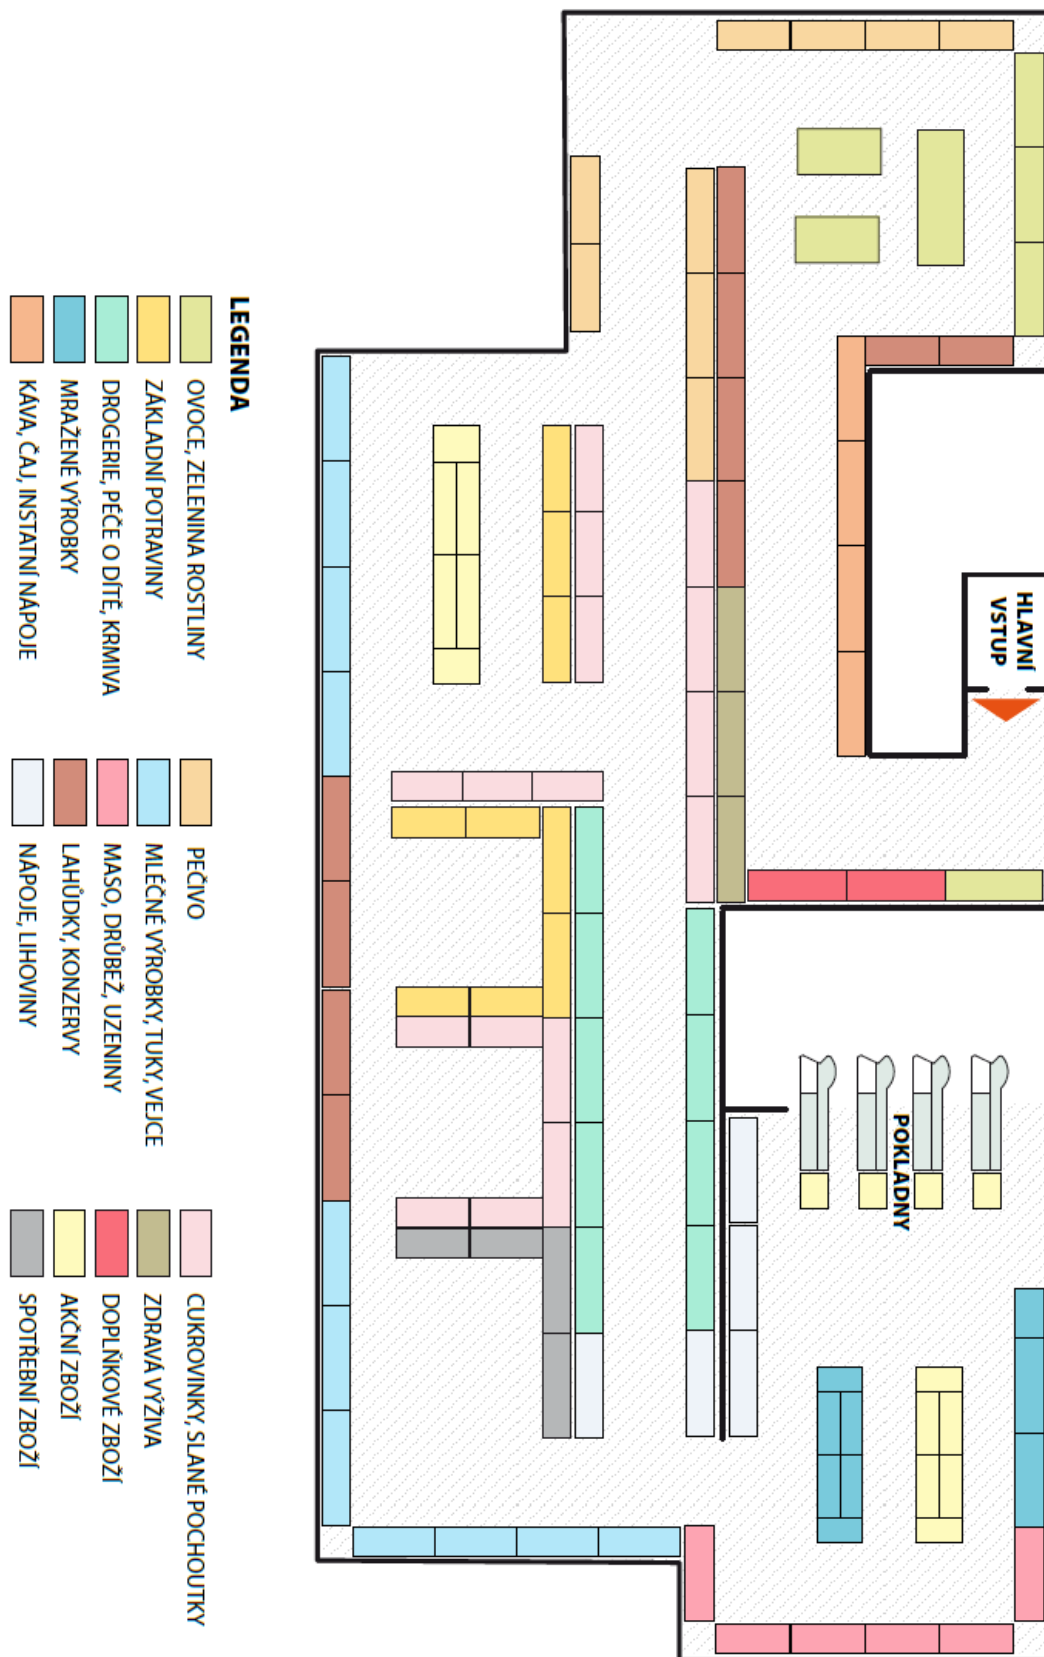 HLAVNÍ
VSTUP
POKLADNY
LEGENDA
OVOCE, ZELENINA ROSTLINY
ZÁKLADNÍ POTRAVINY
DROGERIE, PÉČE O DÍTĚ, KRMIVA
MRAŽENÉ VÝROBKY
KÁVA, ČAJ, INSTATNÍ NÁPOJE
PEČIVO
MLÉČNÉ VÝROBKY, TUKY, VEJCE
MASO, DRŮBEŽ, UZENINY
LAHŮDKY, KONZERVY
NÁPOJE, LIHOVINY
CUKROVINKY, SLANÉ POCHOUTKY
ZDRAVÁ VÝŽIVA
DOPLŇKOVÉ ZBOŽÍ
AKČNÍ ZBOŽÍ
SPOTŘEBNÍ ZBOŽÍ